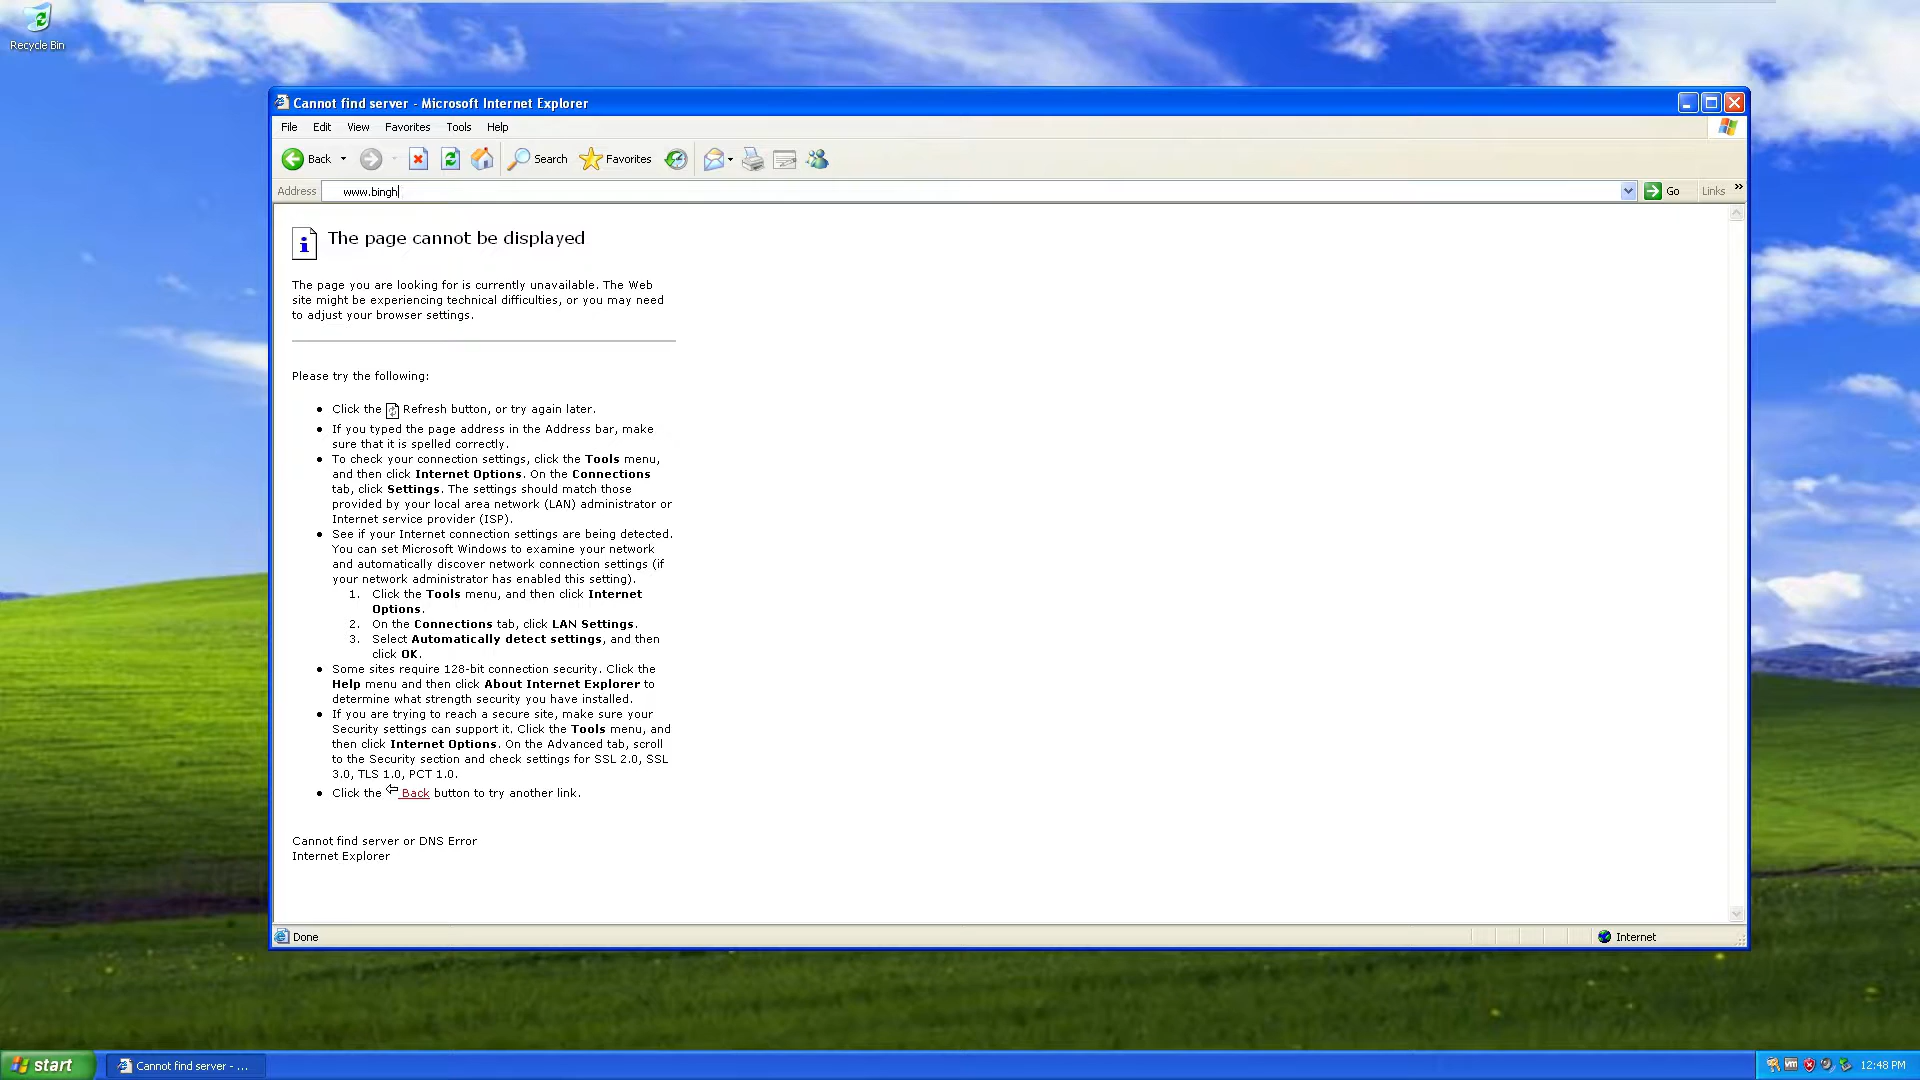 Recycle Bin
Cannot find server - Microsoft Internet Explorer
File Edit View Favorites Tools Help
Back Search Favorites
Address www.bingh Go Links »
The page cannot be displayed
The page you are looking for is currently unavailable. The Web
site might be experiencing technical difficulties, or you may need
to adjust your browser settings.
Please try the following:
• Click the Refresh button, or try again later.
• If you typed the page address in the Address bar, make
sure that it is spelled correctly.
• To check your connection settings, click the Tools menu,
and then click Internet Options. On the Connections
tab, click Settings. The settings should match those
provided by your local area network (LAN) administrator or
Internet service provider (ISP).
• See if your Internet connection settings are being detected.
You can set Microsoft Windows to examine your network
and automatically discover network connection settings (if
your network administrator has enabled this setting).
1. Click the Tools menu, and then click Internet
Options.
2. On the Connections tab, click LAN Settings.
3. Select Automatically detect settings, and then
click OK.
• Some sites require 128-bit connection security. Click the
Help menu and then click About Internet Explorer to
determine what strength security you have installed.
• If you are trying to reach a secure site, make sure your
Security settings can support it. Click the Tools menu, and
then click Internet Options. On the Advanced tab, scroll
to the Security section and check settings for SSL 2.0, SSL
3.0, TLS 1.0, PCT 1.0.
• Click the Back button to try another link.
Cannot find server or DNS Error
Internet Explorer
Done Internet
start Cannot find server - ... 12:48 PM